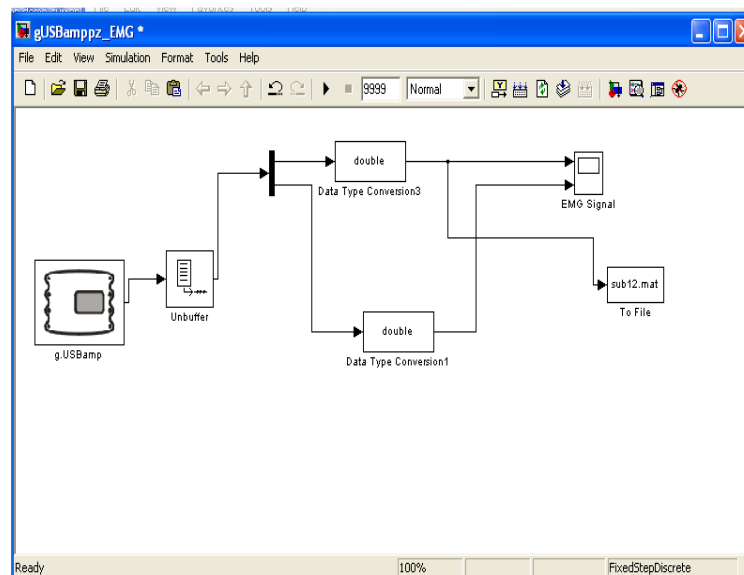 gUSBamppz_EMG *
File Edit View Simulation Format Tools Help
9999 Normal
double
Data Type Conversion3
EMG Signal
Unbuffer
g.USBamp
sub12.mat
To File
double
Data Type Conversion1
Ready 100% FixedStepDiscrete